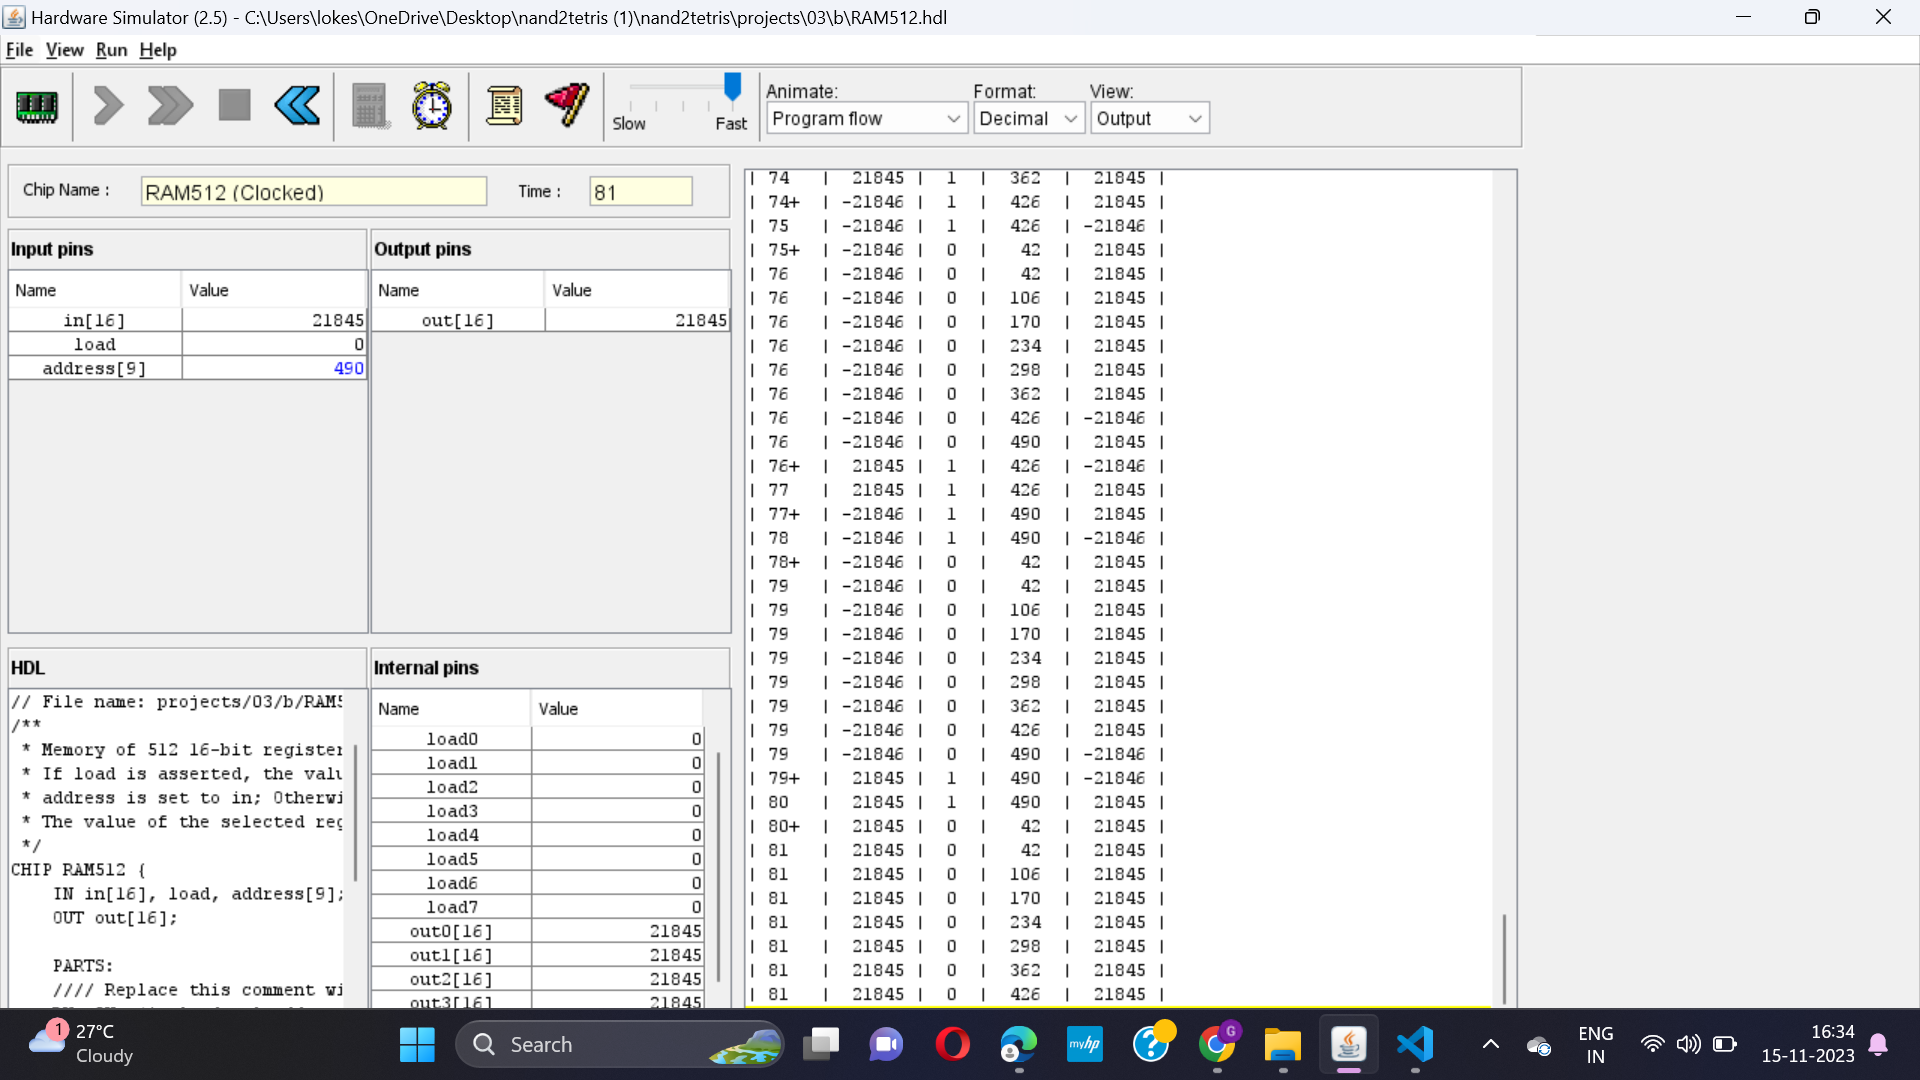 Hardware Simulator (2.5) - C:\Users\lokes\OneDrive\Desktop\nand2tetris (1)\nand2tetris\projects\03\b\RAM512.hdl
File View Run Help
Animate: Format: View:
Slow Fast Program flow Decimal Output
Chip Name : RAM512 (Clocked) Time : 81
Input pins
Name Value
in[16] 21845
load 0
address[9] 490
Output pins
Name Value
out[16] 21845
HDL
// File name: projects/03/b/RAM5
/**
* Memory of 512 16-bit register
* If load is asserted, the valu
* address is set to in; Otherwi
* The value of the selected reg
*/
CHIP RAM512 {
IN in[16], load, address[9];
OUT out[16];
PARTS:
//// Replace this comment wi
Internal pins
Name Value
load0 0
load1 0
load2 0
load3 0
load4 0
load5 0
load6 0
load7 0
out0[16] 21845
out1[16] 21845
out2[16] 21845
out3[16] 21845
| 74 | 21845 | 1 | 362 | 21845 |
| 74+ | -21846 | 1 | 426 | 21845 |
| 75 | -21846 | 1 | 426 | -21846 |
| 75+ | -21846 | 0 | 42 | 21845 |
| 76 | -21846 | 0 | 42 | 21845 |
| 76 | -21846 | 0 | 106 | 21845 |
| 76 | -21846 | 0 | 170 | 21845 |
| 76 | -21846 | 0 | 234 | 21845 |
| 76 | -21846 | 0 | 298 | 21845 |
| 76 | -21846 | 0 | 362 | 21845 |
| 76 | -21846 | 0 | 426 | -21846 |
| 76 | -21846 | 0 | 490 | 21845 |
| 76+ | 21845 | 1 | 426 | -21846 |
| 77 | 21845 | 1 | 426 | 21845 |
| 77+ | -21846 | 1 | 490 | 21845 |
| 78 | -21846 | 1 | 490 | -21846 |
| 78+ | -21846 | 0 | 42 | 21845 |
| 79 | -21846 | 0 | 42 | 21845 |
| 79 | -21846 | 0 | 106 | 21845 |
| 79 | -21846 | 0 | 170 | 21845 |
| 79 | -21846 | 0 | 234 | 21845 |
| 79 | -21846 | 0 | 298 | 21845 |
| 79 | -21846 | 0 | 362 | 21845 |
| 79 | -21846 | 0 | 426 | 21845 |
| 79 | -21846 | 0 | 490 | -21846 |
| 79+ | 21845 | 1 | 490 | -21846 |
| 80 | 21845 | 1 | 490 | 21845 |
| 80+ | 21845 | 0 | 42 | 21845 |
| 81 | 21845 | 0 | 42 | 21845 |
| 81 | 21845 | 0 | 106 | 21845 |
| 81 | 21845 | 0 | 170 | 21845 |
| 81 | 21845 | 0 | 234 | 21845 |
| 81 | 21845 | 0 | 298 | 21845 |
| 81 | 21845 | 0 | 362 | 21845 |
| 81 | 21845 | 0 | 426 | 21845 |
1 27°C
Cloudy
Search
myhp
?
G
ENG
IN
16:34
15-11-2023